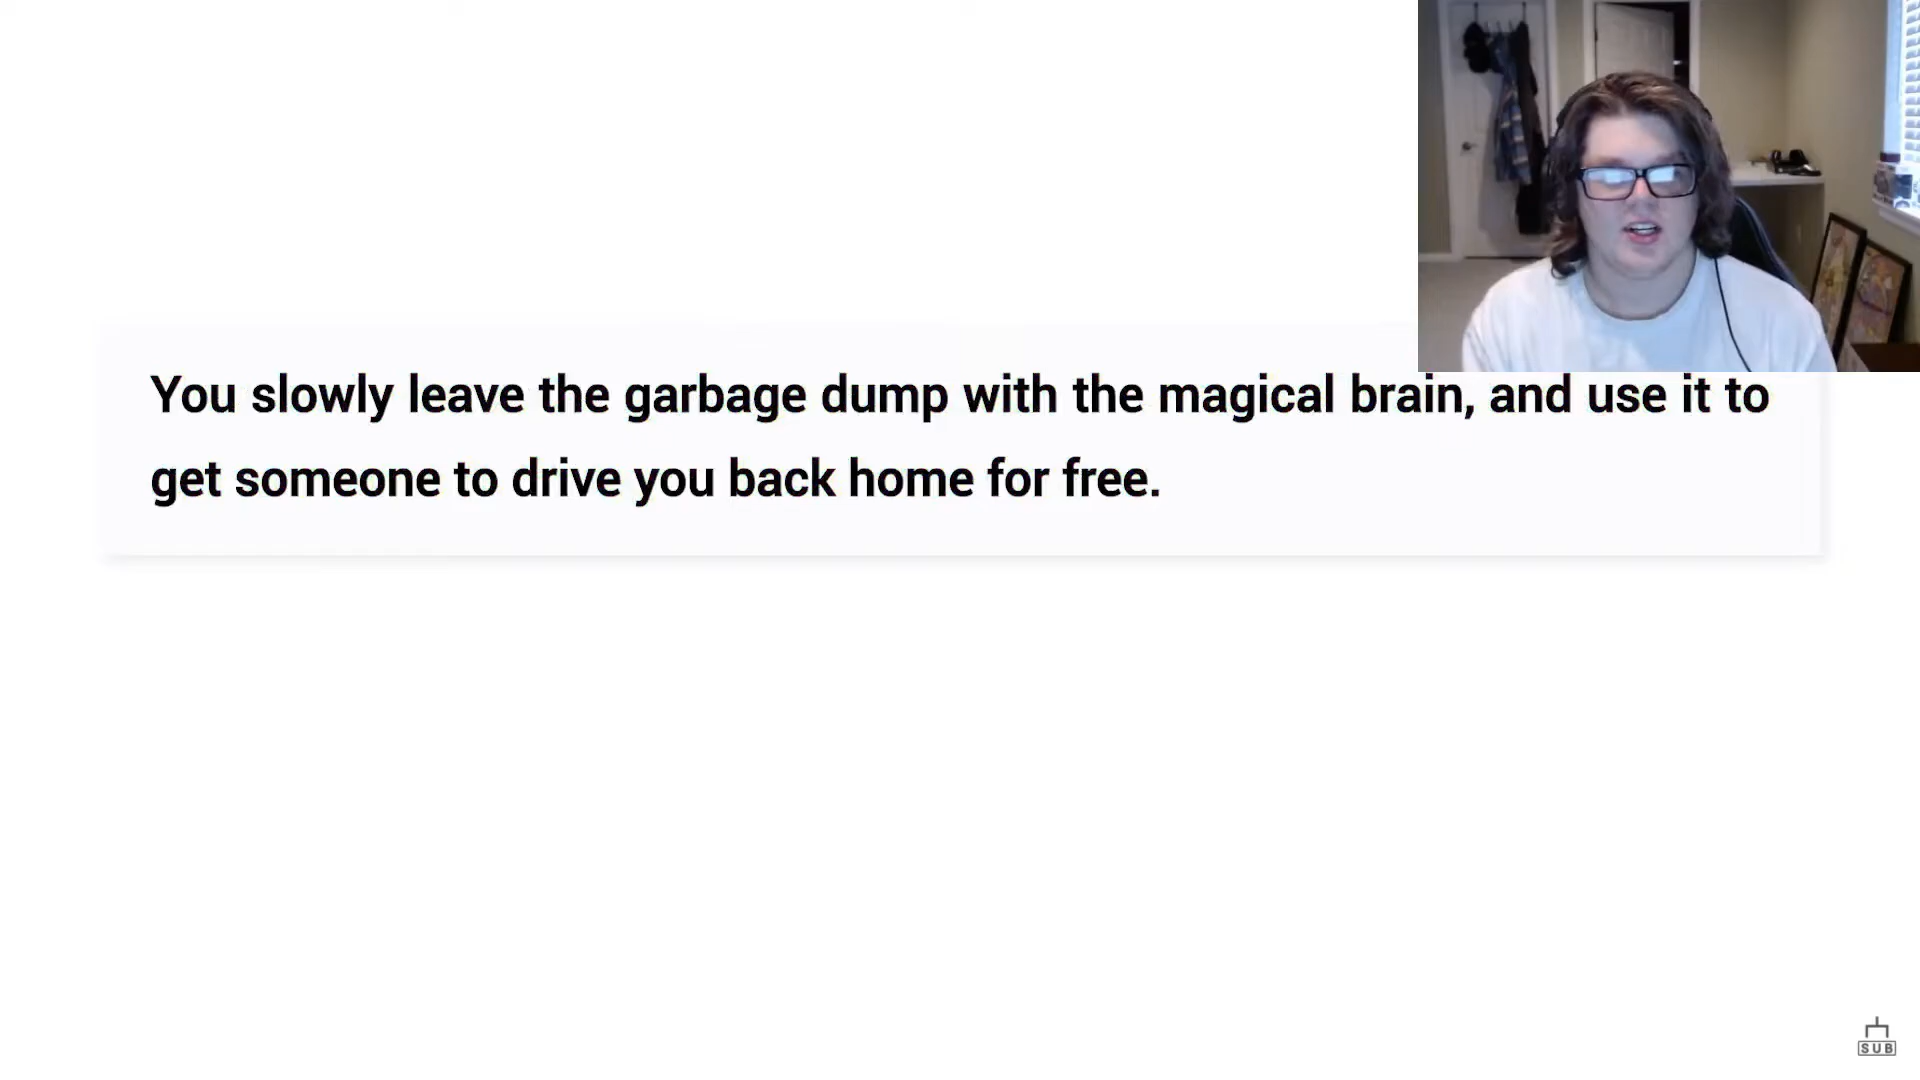 You slowly leave the garbage dump with the magical brain, and use it to
get someone to drive you back home for free.
SUB